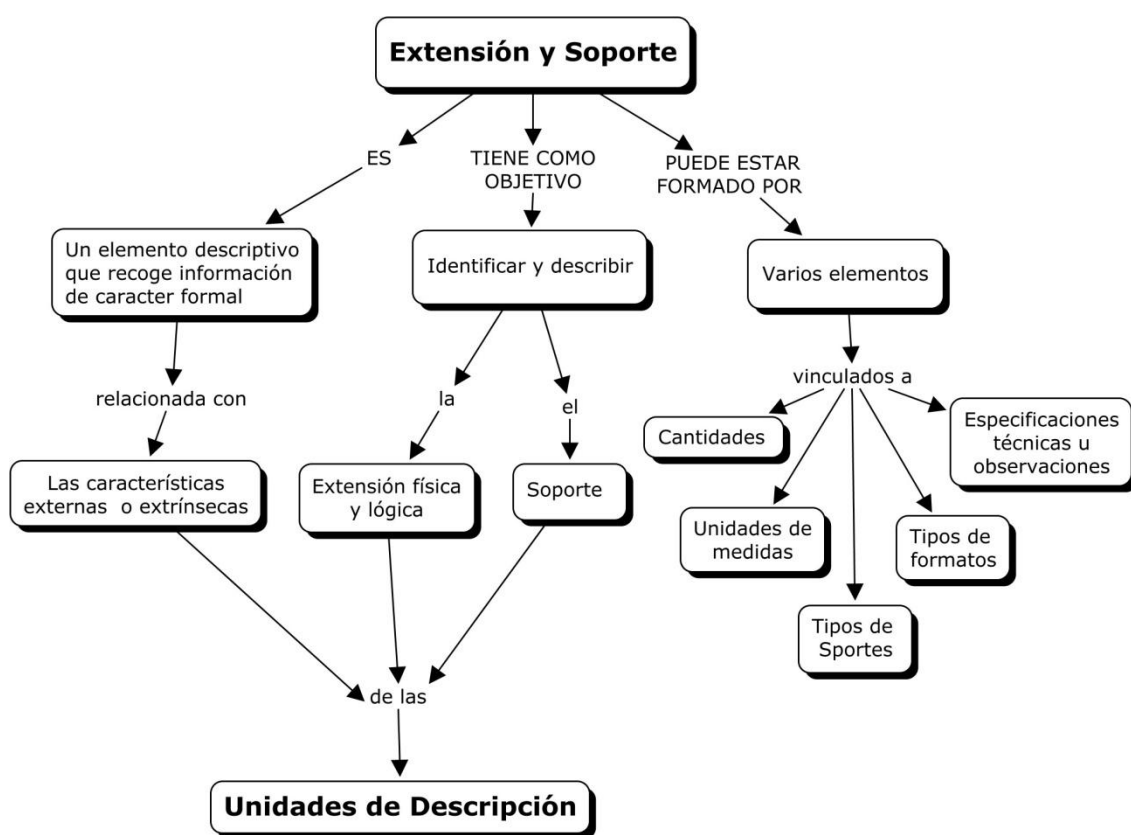 Extensión y Soporte
ES
TIENE COMO
OBJETIVO
PUEDE ESTAR
FORMADO POR
Un elemento descriptivo
que recoge información
de caracter formal
Identificar y describir
Varios elementos
relacionada con
la
el
vinculados a
Las características
externas o extrínsecas
Extensión física
y lógica
Soporte
Cantidades
Especificaciones
técnicas u
observaciones
Unidades de
medidas
Tipos de
formatos
Tipos de
Sportes
de las
Unidades de Descripción